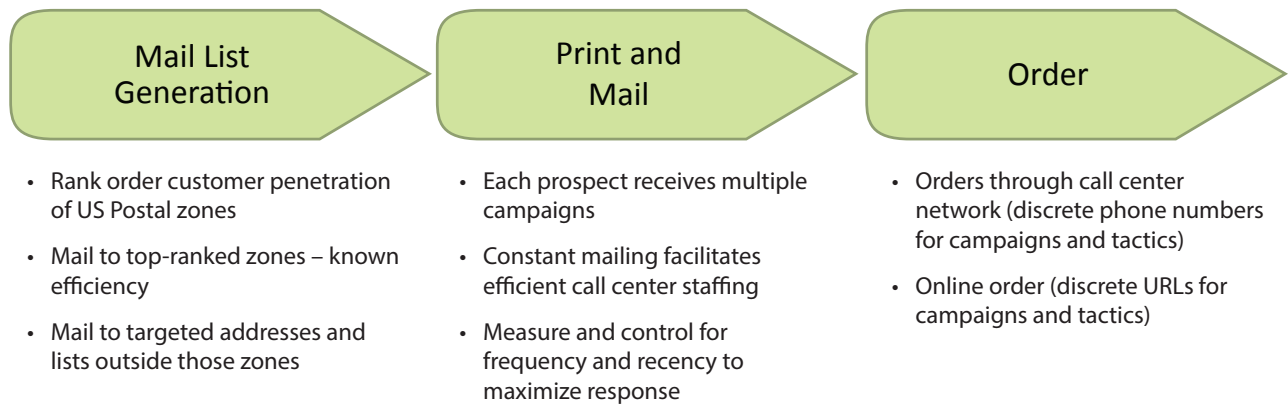 Mail List
Generation
• Rank order customer penetration
of US Postal zones
• Mail to top-ranked zones – known
efficiency
• Mail to targeted addresses and
lists outside those zones
Print and
Mail
• Each prospect receives multiple
campaigns
• Constant mailing facilitates
efficient call center staffing
• Measure and control for
frequency and recency to
maximize response
Order
• Orders through call center
network (discrete phone numbers
for campaigns and tactics)
• Online order (discrete URLs for
campaigns and tactics)